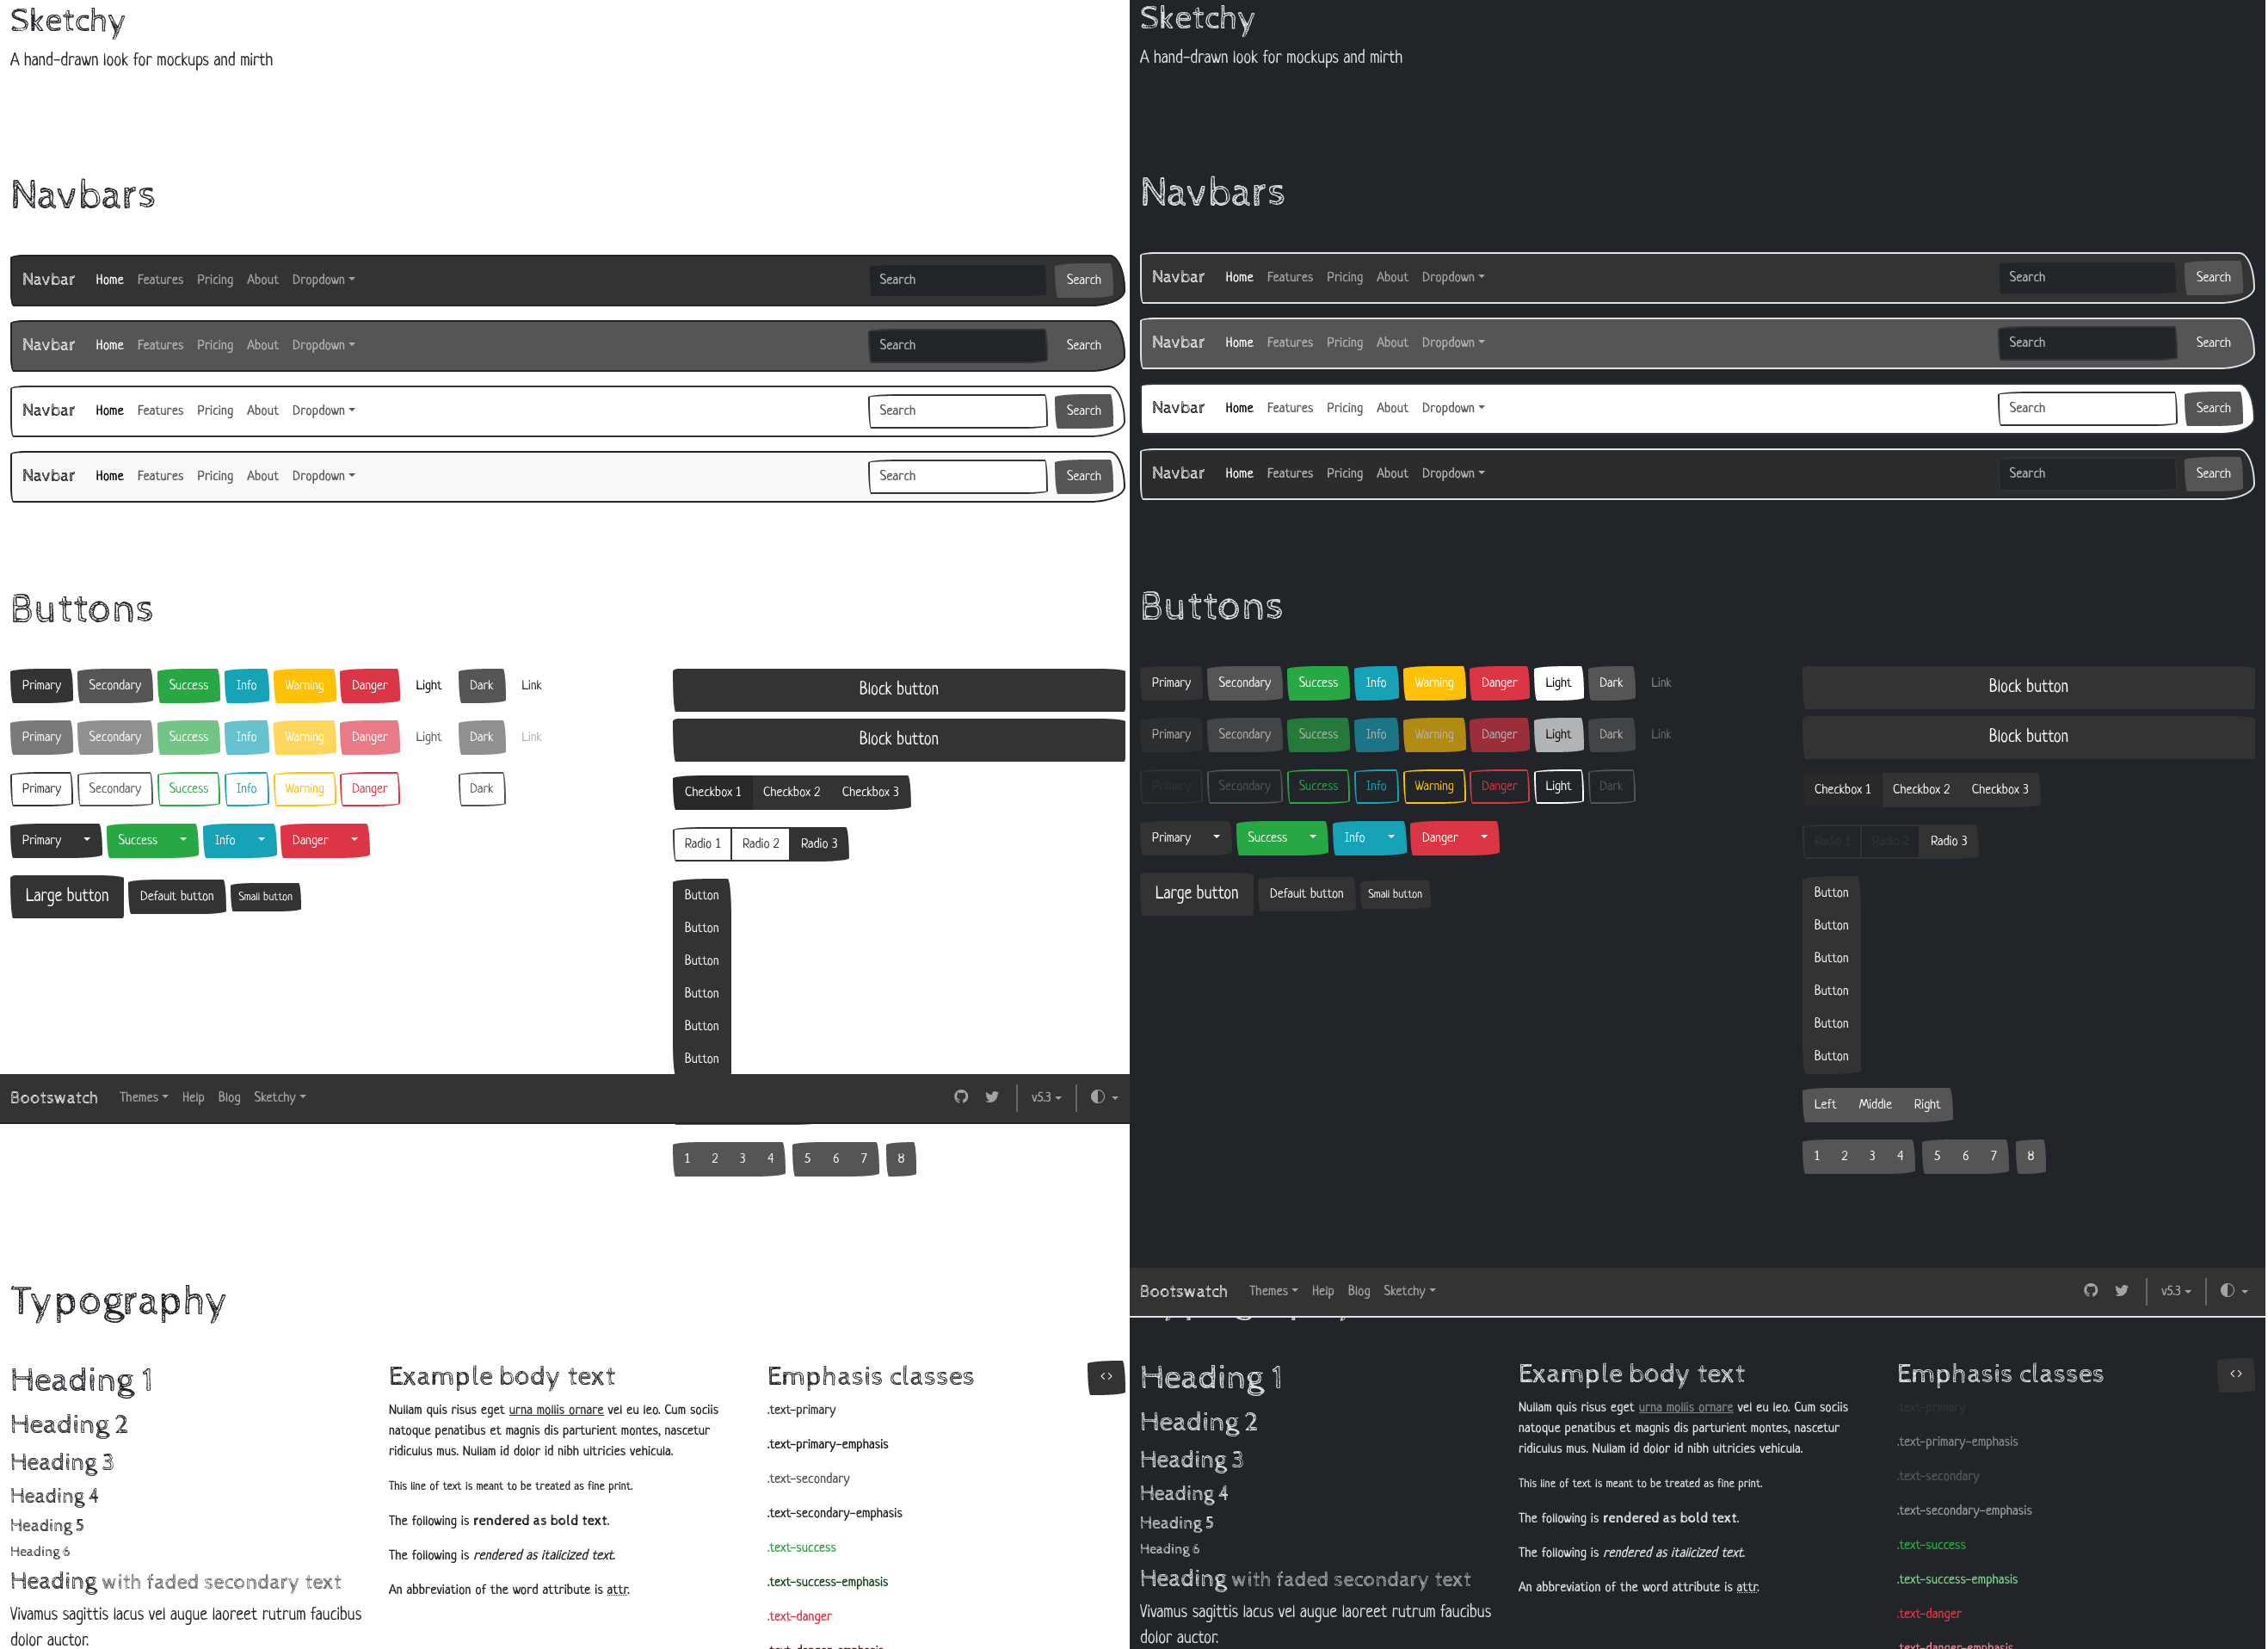 Sketchy
A hand-drawn look for mockups and mirth
Navbars
Navbar Home Features Pricing About Dropdown Search Search
Navbar Home Features Pricing About Dropdown Search Search
Navbar Home Features Pricing About Dropdown Search Search
Navbar Home Features Pricing About Dropdown Search Search
Buttons
Primary Secondary Success Info Warning Danger Light Dark Link
Primary Secondary Success Info Warning Danger Light Dark Link
Primary Secondary Success Info Warning Danger Dark
Primary Success Info Danger
Large button Default button Small button
Block button
Block button
Checkbox 1 Checkbox 2 Checkbox 3
Radio 1 Radio 2 Radio 3
Button
Button
Button
Button
Button
Button
Bootswatch Themes Help Blog Sketchy v5.3
1 2 3 4 5 6 7 8
Typography
Heading 1
Heading 2
Heading 3
Heading 4
Heading 5
Heading 6
Heading with faded secondary text
Vivamus sagittis lacus vel augue laoreet rutrum faucibus
dolor auctor.
Example body text
Nullam quis risus eget urna mollis ornare vel eu leo. Cum sociis
natoque penatibus et magnis dis parturient montes, nascetur
ridiculus mus. Nullam id dolor id nibh ultricies vehicula.
This line of text is meant to be treated as fine print.
The following is rendered as bold text.
The following is rendered as italicized text.
An abbreviation of the word attribute is attr.
Emphasis classes
.text-primary
.text-primary-emphasis
.text-secondary
.text-secondary-emphasis
.text-success
.text-success-emphasis
.text-danger
Sketchy
A hand-drawn look for mockups and mirth
Navbars
Navbar Home Features Pricing About Dropdown Search Search
Navbar Home Features Pricing About Dropdown Search Search
Navbar Home Features Pricing About Dropdown Search Search
Navbar Home Features Pricing About Dropdown Search Search
Buttons
Primary Secondary Success Info Warning Danger Light Dark Link
Primary Secondary Success Info Warning Danger Light Dark Link
Primary Secondary Success Info Warning Danger Light Dark
Primary Success Info Danger
Large button Default button Small button
Block button
Block button
Checkbox 1 Checkbox 2 Checkbox 3
Radio 1 Radio 2 Radio 3
Button
Button
Button
Button
Button
Button
Left Middle Right
1 2 3 4 5 6 7 8
Bootswatch Themes Help Blog Sketchy v5.3
Heading 1
Heading 2
Heading 3
Heading 4
Heading 5
Heading 6
Heading with faded secondary text
Vivamus sagittis lacus vel augue laoreet rutrum faucibus
dolor auctor.
Example body text
Nullam quis risus eget urna mollis ornare vel eu leo. Cum sociis
natoque penatibus et magnis dis parturient montes, nascetur
ridiculus mus. Nullam id dolor id nibh ultricies vehicula.
This line of text is meant to be treated as fine print.
The following is rendered as bold text.
The following is rendered as italicized text.
An abbreviation of the word attribute is attr.
Emphasis classes
.text-primary
.text-primary-emphasis
.text-secondary
.text-secondary-emphasis
.text-success
.text-success-emphasis
.text-danger
.text-danger-emphasis